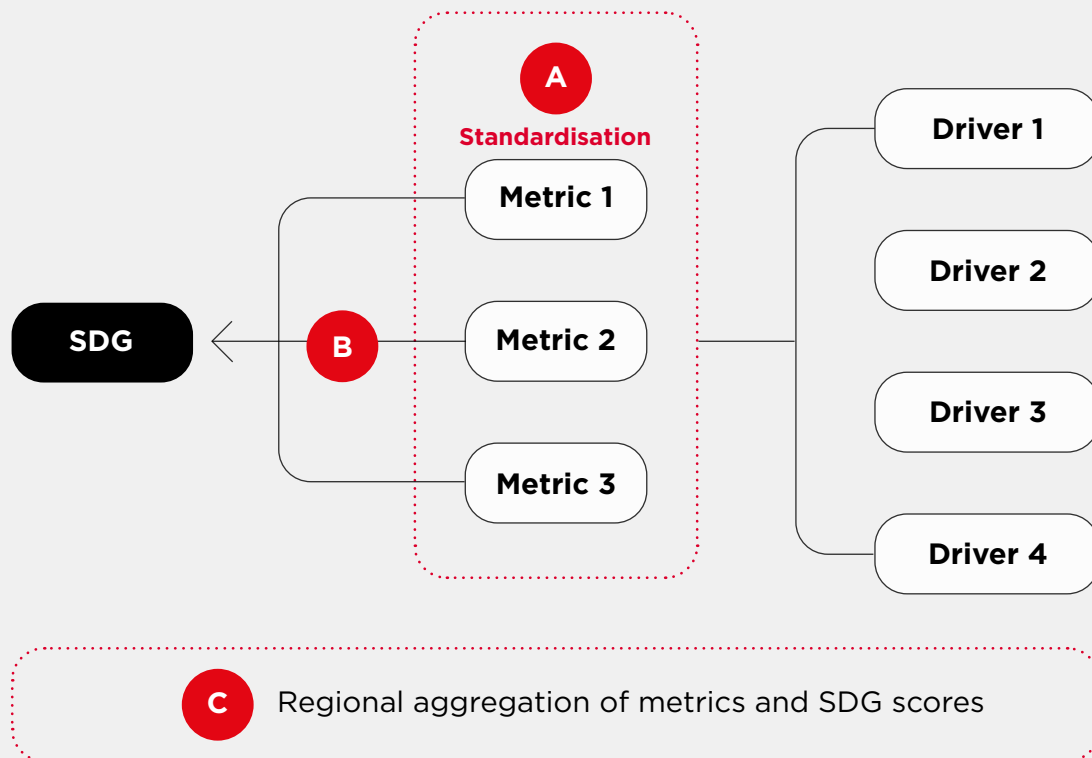 A
Standardisation
Metric 1
Metric 2
Metric 3
SDG
B
Driver 1
Driver 2
Driver 3
Driver 4
C Regional aggregation of metrics and SDG scores